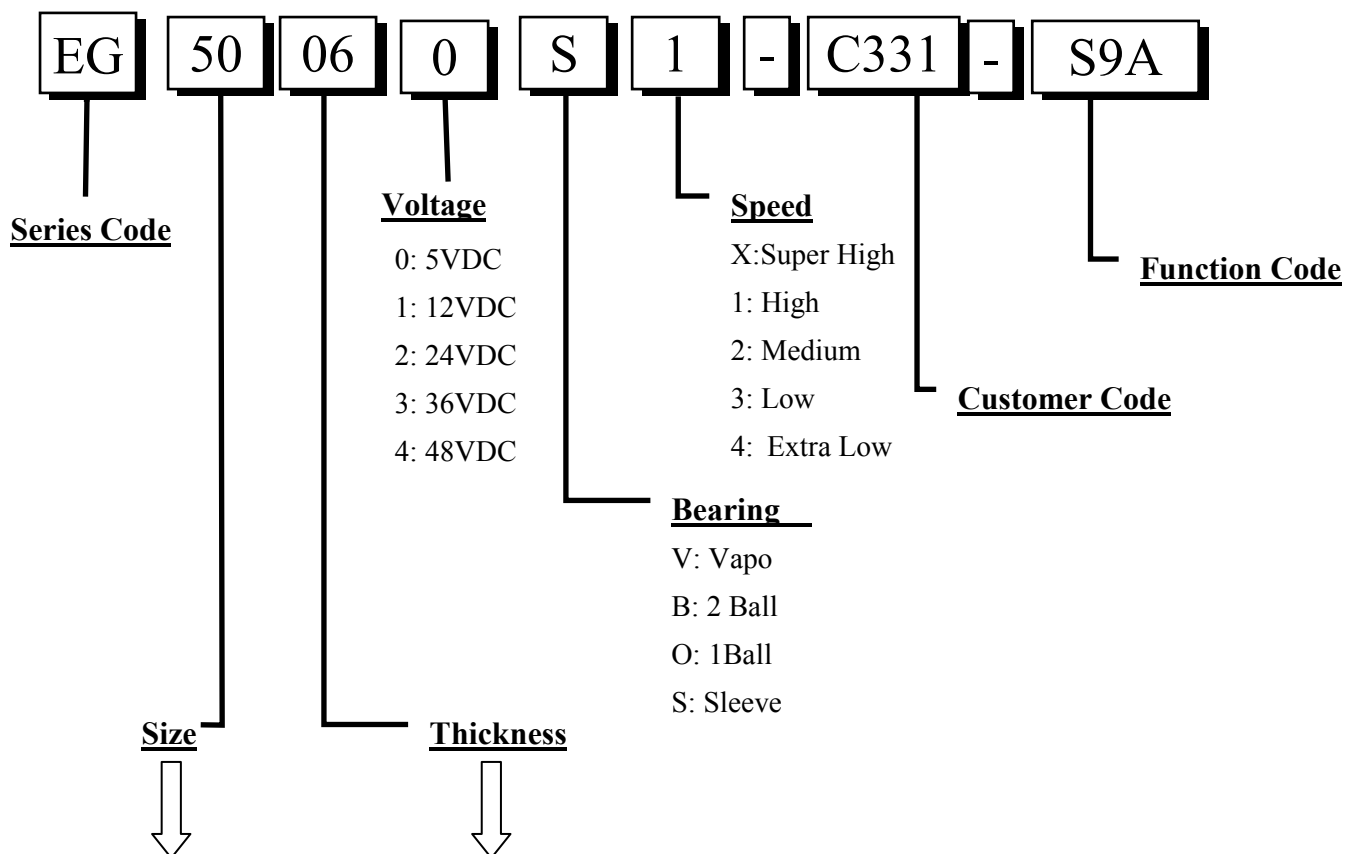 EG 50 06 0 S 1 - C331 - S9A
Series Code
Voltage
0: 5VDC
1: 12VDC
2: 24VDC
3: 36VDC
4: 48VDC
Speed
X:Super High
1: High
2: Medium
3: Low
4: Extra Low
Function Code
Customer Code
Bearing
V: Vapo
B: 2 Ball
O: 1Ball
S: Sleeve
Size
Thickness